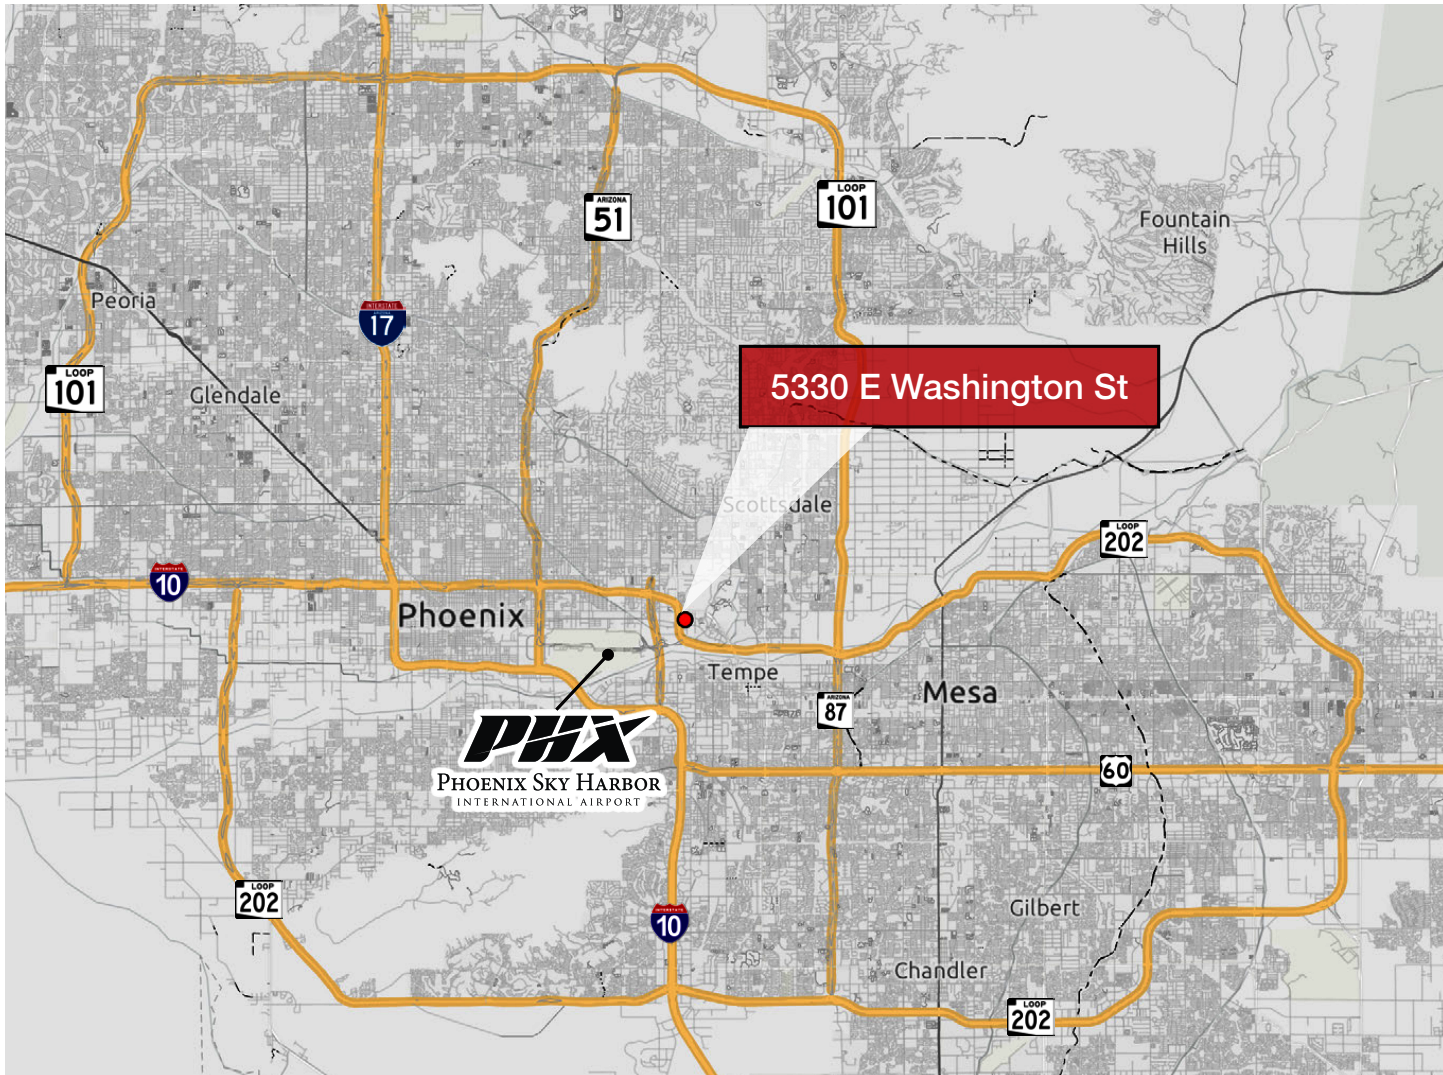 LOOP
101
ARIZONA
51
Fountain
Hills
Peoria
INTERSTATE
ARIZONA
17
5330 E Washington St
LOOP
101
Glendale
Scottsdale
LOOP
202
INTERSTATE
10
Phoenix
Tempe
Mesa
ARIZONA
87
PHX
PHOENIX SKY HARBOR
INTERNATIONAL AIRPORT
60
LOOP
202
INTERSTATE
10
Gilbert
Chandler
LOOP
202